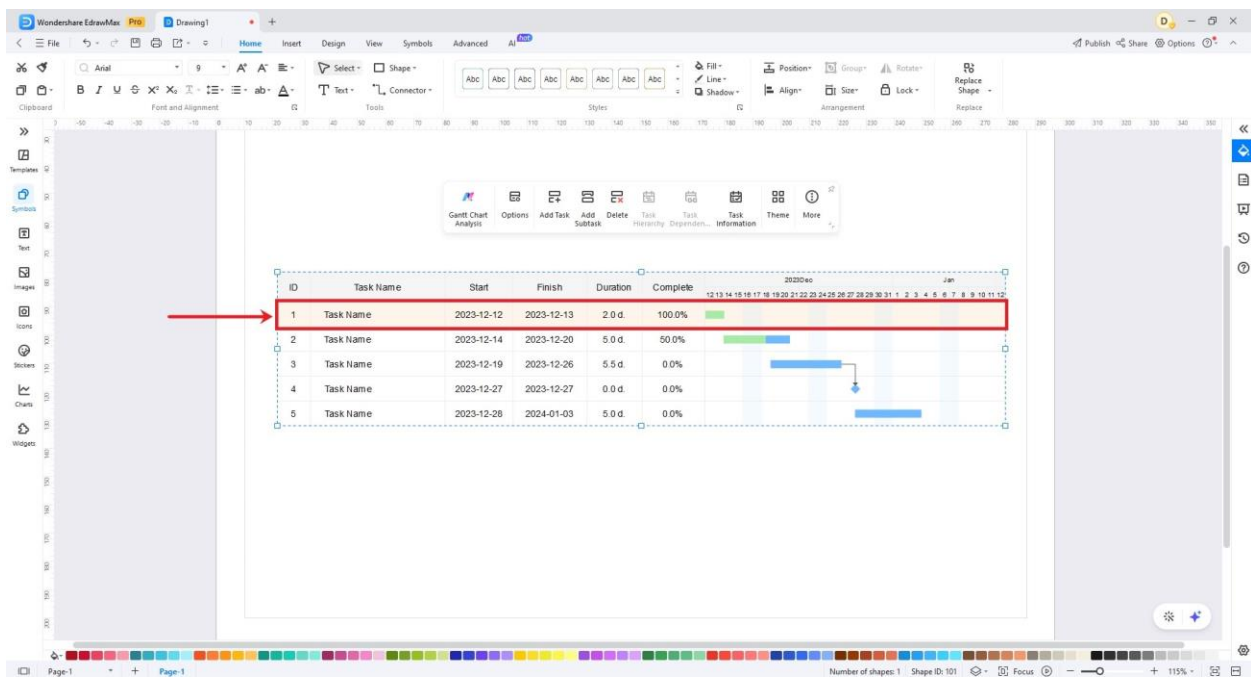 Wondershare EdrawMax Pro Drawing1 +
File Home Insert Design View Symbols Advanced AI hot Publish Share Options
Arial 9 A+ A- Select Shape Abc Abc Abc Abc Abc Abc Abc Abc Fill Line Shadow Position Group Rotate Replace Shape
B I U S X² X₂ T ab A T Text Connector Align Size Lock
Clipboard Font and Alignment Tools Styles Arrangement Replace
Templates
Symbols
Text
Images
Icons
Stickers
Charts
Widgets
Gantt Chart Analysis Options Add Task Add Subtask Delete Task Hierarchy Task Dependen... Task Information Theme More
2023Dec Jan
ID Task Name Start Finish Duration Complete
12 13 14 15 16 17 18 19 20 21 22 23 24 25 26 27 28 29 30 31 1 2 3 4 5 6 7 8 9 10 11 12
1 Task Name 2023-12-12 2023-12-13 2.0 d. 100.0%
2 Task Name 2023-12-14 2023-12-20 5.0 d. 50.0%
3 Task Name 2023-12-19 2023-12-26 5.5 d. 0.0%
4 Task Name 2023-12-27 2023-12-27 0.0 d. 0.0%
5 Task Name 2023-12-28 2024-01-03 5.0 d. 0.0%
Page-1 + Page-1 Number of shapes: 1 Shape ID: 101 Focus − + 115%